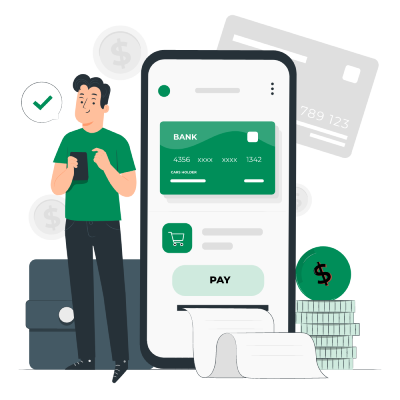 789 123
BANK
4356 xxxx xxxx 1342
CARD HOLDER
PAY
$
$
$
$